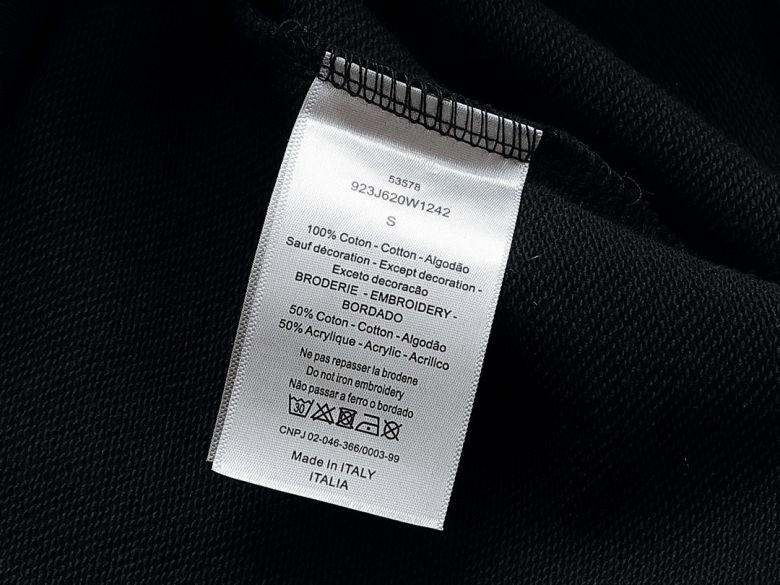 53578
923J620W1242
S
100% Coton - Cotton - Algodão
Sauf décoration - Except decoration -
Exceto decoracão
BRODERIE - EMBROIDERY -
BORDADO
50% Coton - Cotton - Algodão
50% Acrylique - Acrylic - Acrilico
Ne pas repasser la brodene
Do not iron embroidery
Não passar a ferro o bordado
30
CNPJ 02-046-366/0003-99
Made in ITALY
ITALIA